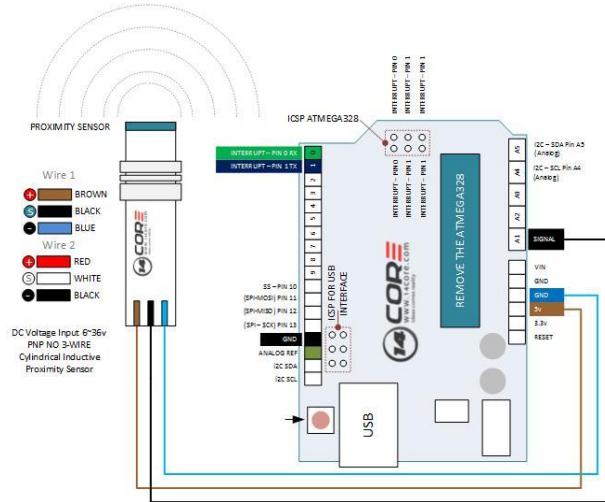 PROXIMITY SENSOR
Wire 1
+ BROWN
S BLACK
- BLUE
Wire 2
+ RED
S WHITE
- BLACK
DC Voltage Input 6~36v
PNP NO 3-WIRE
Cylindrical Inductive
Proximity Sensor
14CORE
ICSP ATMEGA328
INTERRUPT – PIN 0
INTERRUPT – PIN 1
INTERRUPT – PIN 1
INTERRUPT – PIN 0
INTERRUPT – PIN 1
INTERRUPT – PIN 1
INTERRUPT – PIN 0 RX
INTERRUPT – PIN 1 TX
0
1
2
3
4
5
6
7
8
9
SS – PIN 10
(SPI-MOSI) PIN 11
(SPI-MISO) PIN 12
(SPI – SCK) PIN 13
GND
ANALOG REF
i2C SDA
i2C SCL
ICSP FOR USB
INTERFACE
14CORE
www.14core.com
REMOVE THE ATMEGA328
USB
A5
A4
A3
A2
A1
I2C – SDA Pin A5
(Analog)
I2C – SCL Pin A4
(Analog)
SIGNAL
VIN
GND
GND
5v
3.3v
RESET